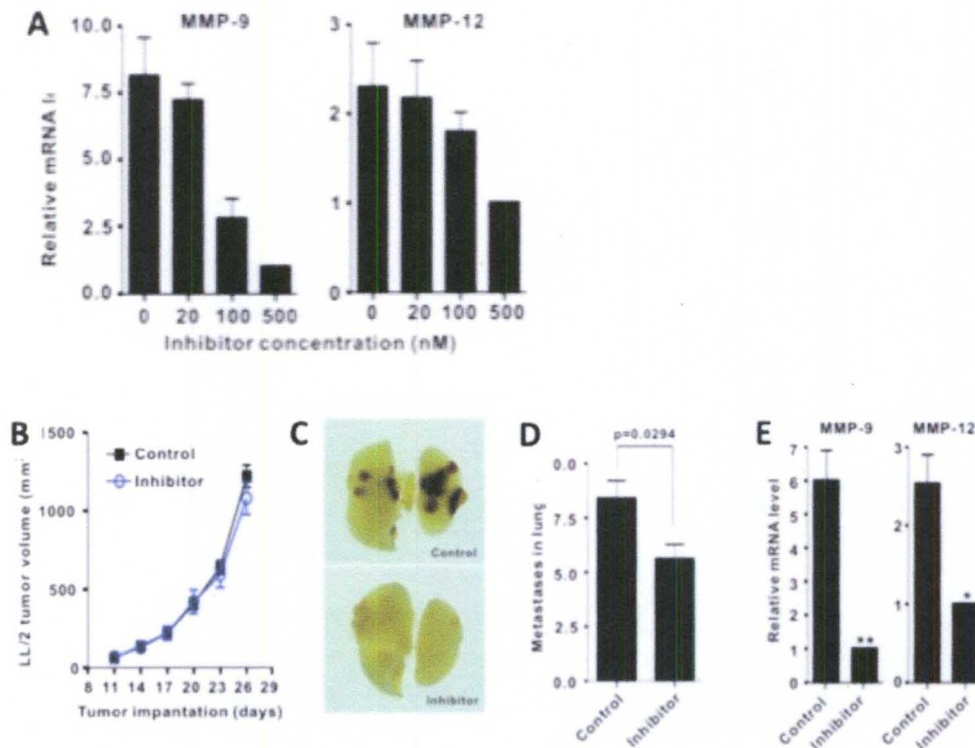 A
MMP-9
MMP-12
Relative mRNA l
10.0
7.5
5.0
2.5
0.0
3
2
1
0
0 20 100 500
0 20 100 500
Inhibitor concentration (nM)
B
LL/2 tumor volume (mm
1500
1000
500
0
Control
Inhibitor
8 11 14 17 20 23 26 29
Tumor impantation (days)
C
Control
Inhibitor
D
p=0.0294
Metastases in lung
0.0
7.5
5.0
2.5
0.0
Control
Inhibitor
E
MMP-9
MMP-12
Relative mRNA level
7
6
5
4
3
2
1
0
**
3
2
1
0
*
Control
Inhibitor
Control
Inhibitor